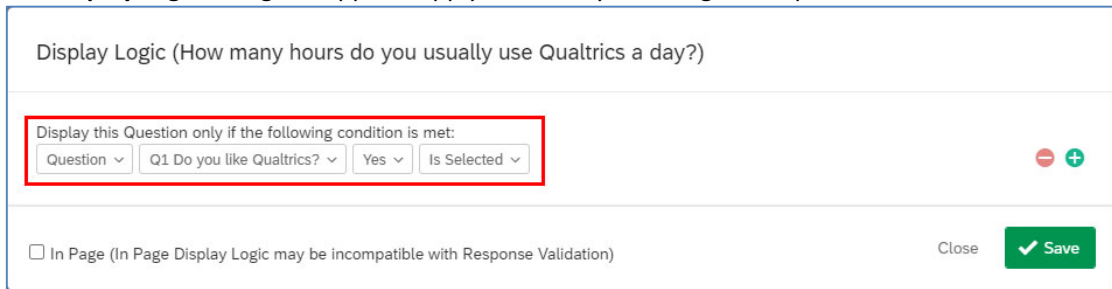 Display Logic (How many hours do you usually use Qualtrics a day?)
Display this Question only if the following condition is met:
Question Q1 Do you like Qualtrics? Yes Is Selected
In Page (In Page Display Logic may be incompatible with Response Validation)
Close Save